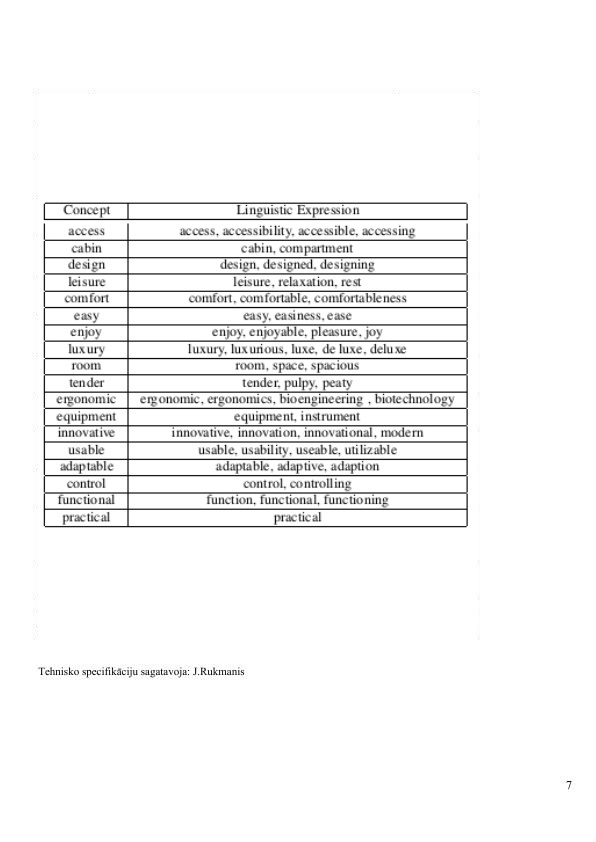 Concept Linguistic Expression
access access, accessibility, accessible, accessing
cabin cabin, compartment
design design, designed, designing
leisure leisure, relaxation, rest
comfort comfort, comfortable, comfortableness
easy easy, easiness, ease
enjoy enjoy, enjoyable, pleasure, joy
luxury luxury, luxurious, luxe, de luxe, deluxe
room room, space, spacious
tender tender, pulpy, peaty
ergonomic ergonomic, ergonomics, bioengineering , biotechnology
equipment equipment, instrument
innovative innovative, innovation, innovational, modern
usable usable, usability, useable, utilizable
adaptable adaptable, adaptive, adaption
control control, controlling
functional function, functional, functioning
practical practical
Tehnisko specifikāciju sagatavoja: J.Rukmanis
7